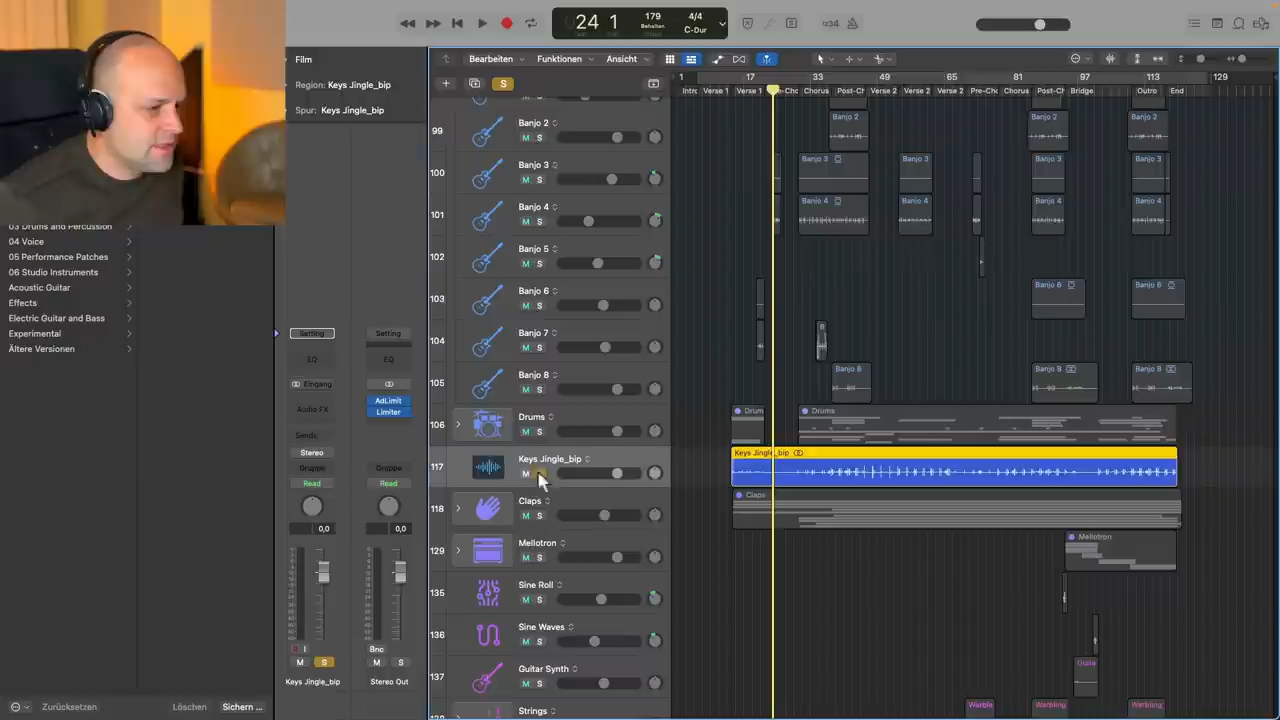 24 1
179
Behalten
4/4
C-Dur
Film
Region: Keys Jingle_bip
Spur: Keys Jingle_bip
Bearbeiten
Funktionen
Ansicht
S
1 17 33 49 65 81 97 113 129
Intro Verse 1 Verse 1 Chorus Post-Ch Verse 2 Verse 2 Verse 2 Pre-Cho Chorus Post-Ch Bridge Outro End
99 Banjo 2 M S
Banjo 2 Banjo 2 Banjo 2
100 Banjo 3 M S
Banjo 3 Banjo 3 Banjo 3 Banjo 3
101 Banjo 4 M S
Banjo 4 Banjo 4 Banjo 4 Banjo 4
102 Banjo 5 M S
103 Banjo 6 M S
Banjo 6 Banjo 6
104 Banjo 7 M S
105 Banjo 8 M S
Banjo 8 Banjo 8 Banjo 8
106 Drums M S
Drum Drums
117 Keys Jingle_bip M
Keys Jingle_bip
118 Claps M S
Claps
129 Mellotron M S
Mellotron
135 Sine Roll M S
136 Sine Waves M S
137 Guitar Synth M S
Guita
Strings
Warble Warbling Warbling
03 Drums and Percussion
04 Voice
05 Performance Patches
06 Studio Instruments
Acoustic Guitar
Effects
Electric Guitar and Bass
Experimental
Ältere Versionen
Setting Setting
EQ EQ
Eingang
AdLimit
Limiter
Audio FX
Sends
Stereo
Gruppe Gruppe
Read Read
0,0 0,0
I Bnc
M S M S
Keys Jingle_bip Stereo Out
Zurücksetzen Löschen Sichern ...